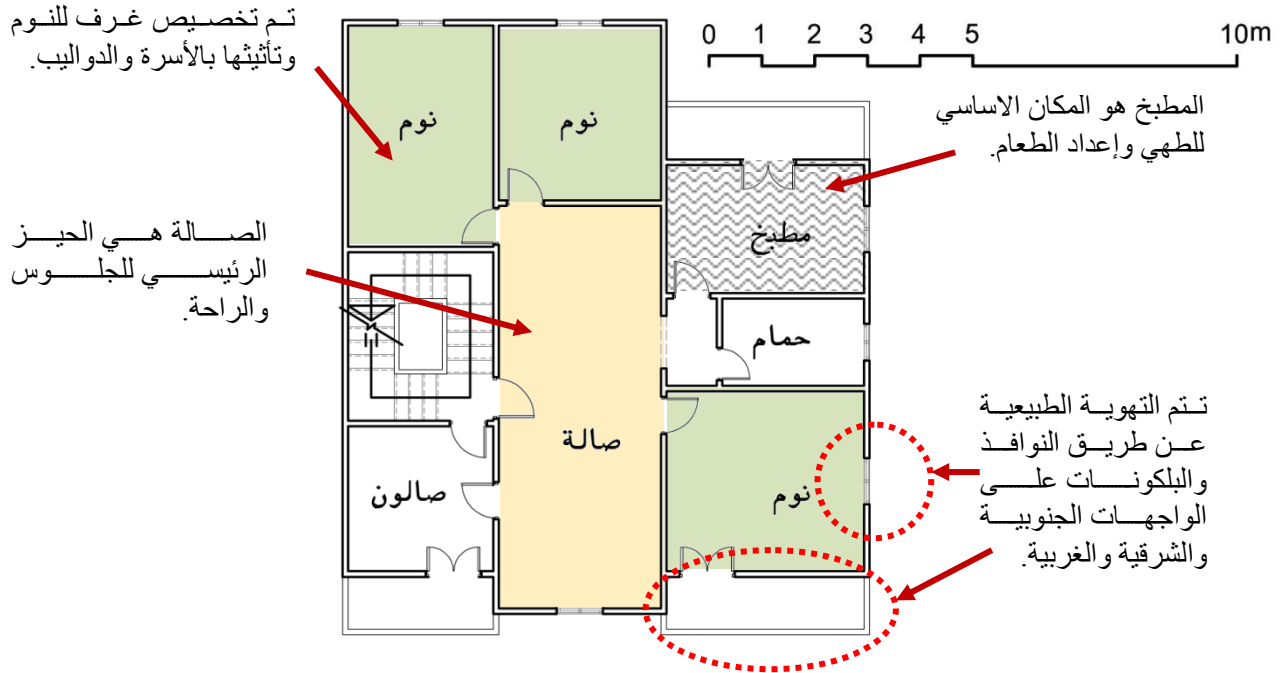 تم تخصيص غرف للنوم
وتأثيثها بالأسرة والدواليب.
0 1 2 3 4 5 10m
المطبخ هو المكان الاساسي
للطهي وإعداد الطعام.
نوم
نوم
مطبخ
الصالة هي الحيز
الرئيسي للجلوس
والراحة.
حمام
صالة
صالون
نوم
تتم التهوية الطبيعية
عن طريق النوافذ
والبلكونات على
الواجهات الجنوبية
والشرقية والغربية.